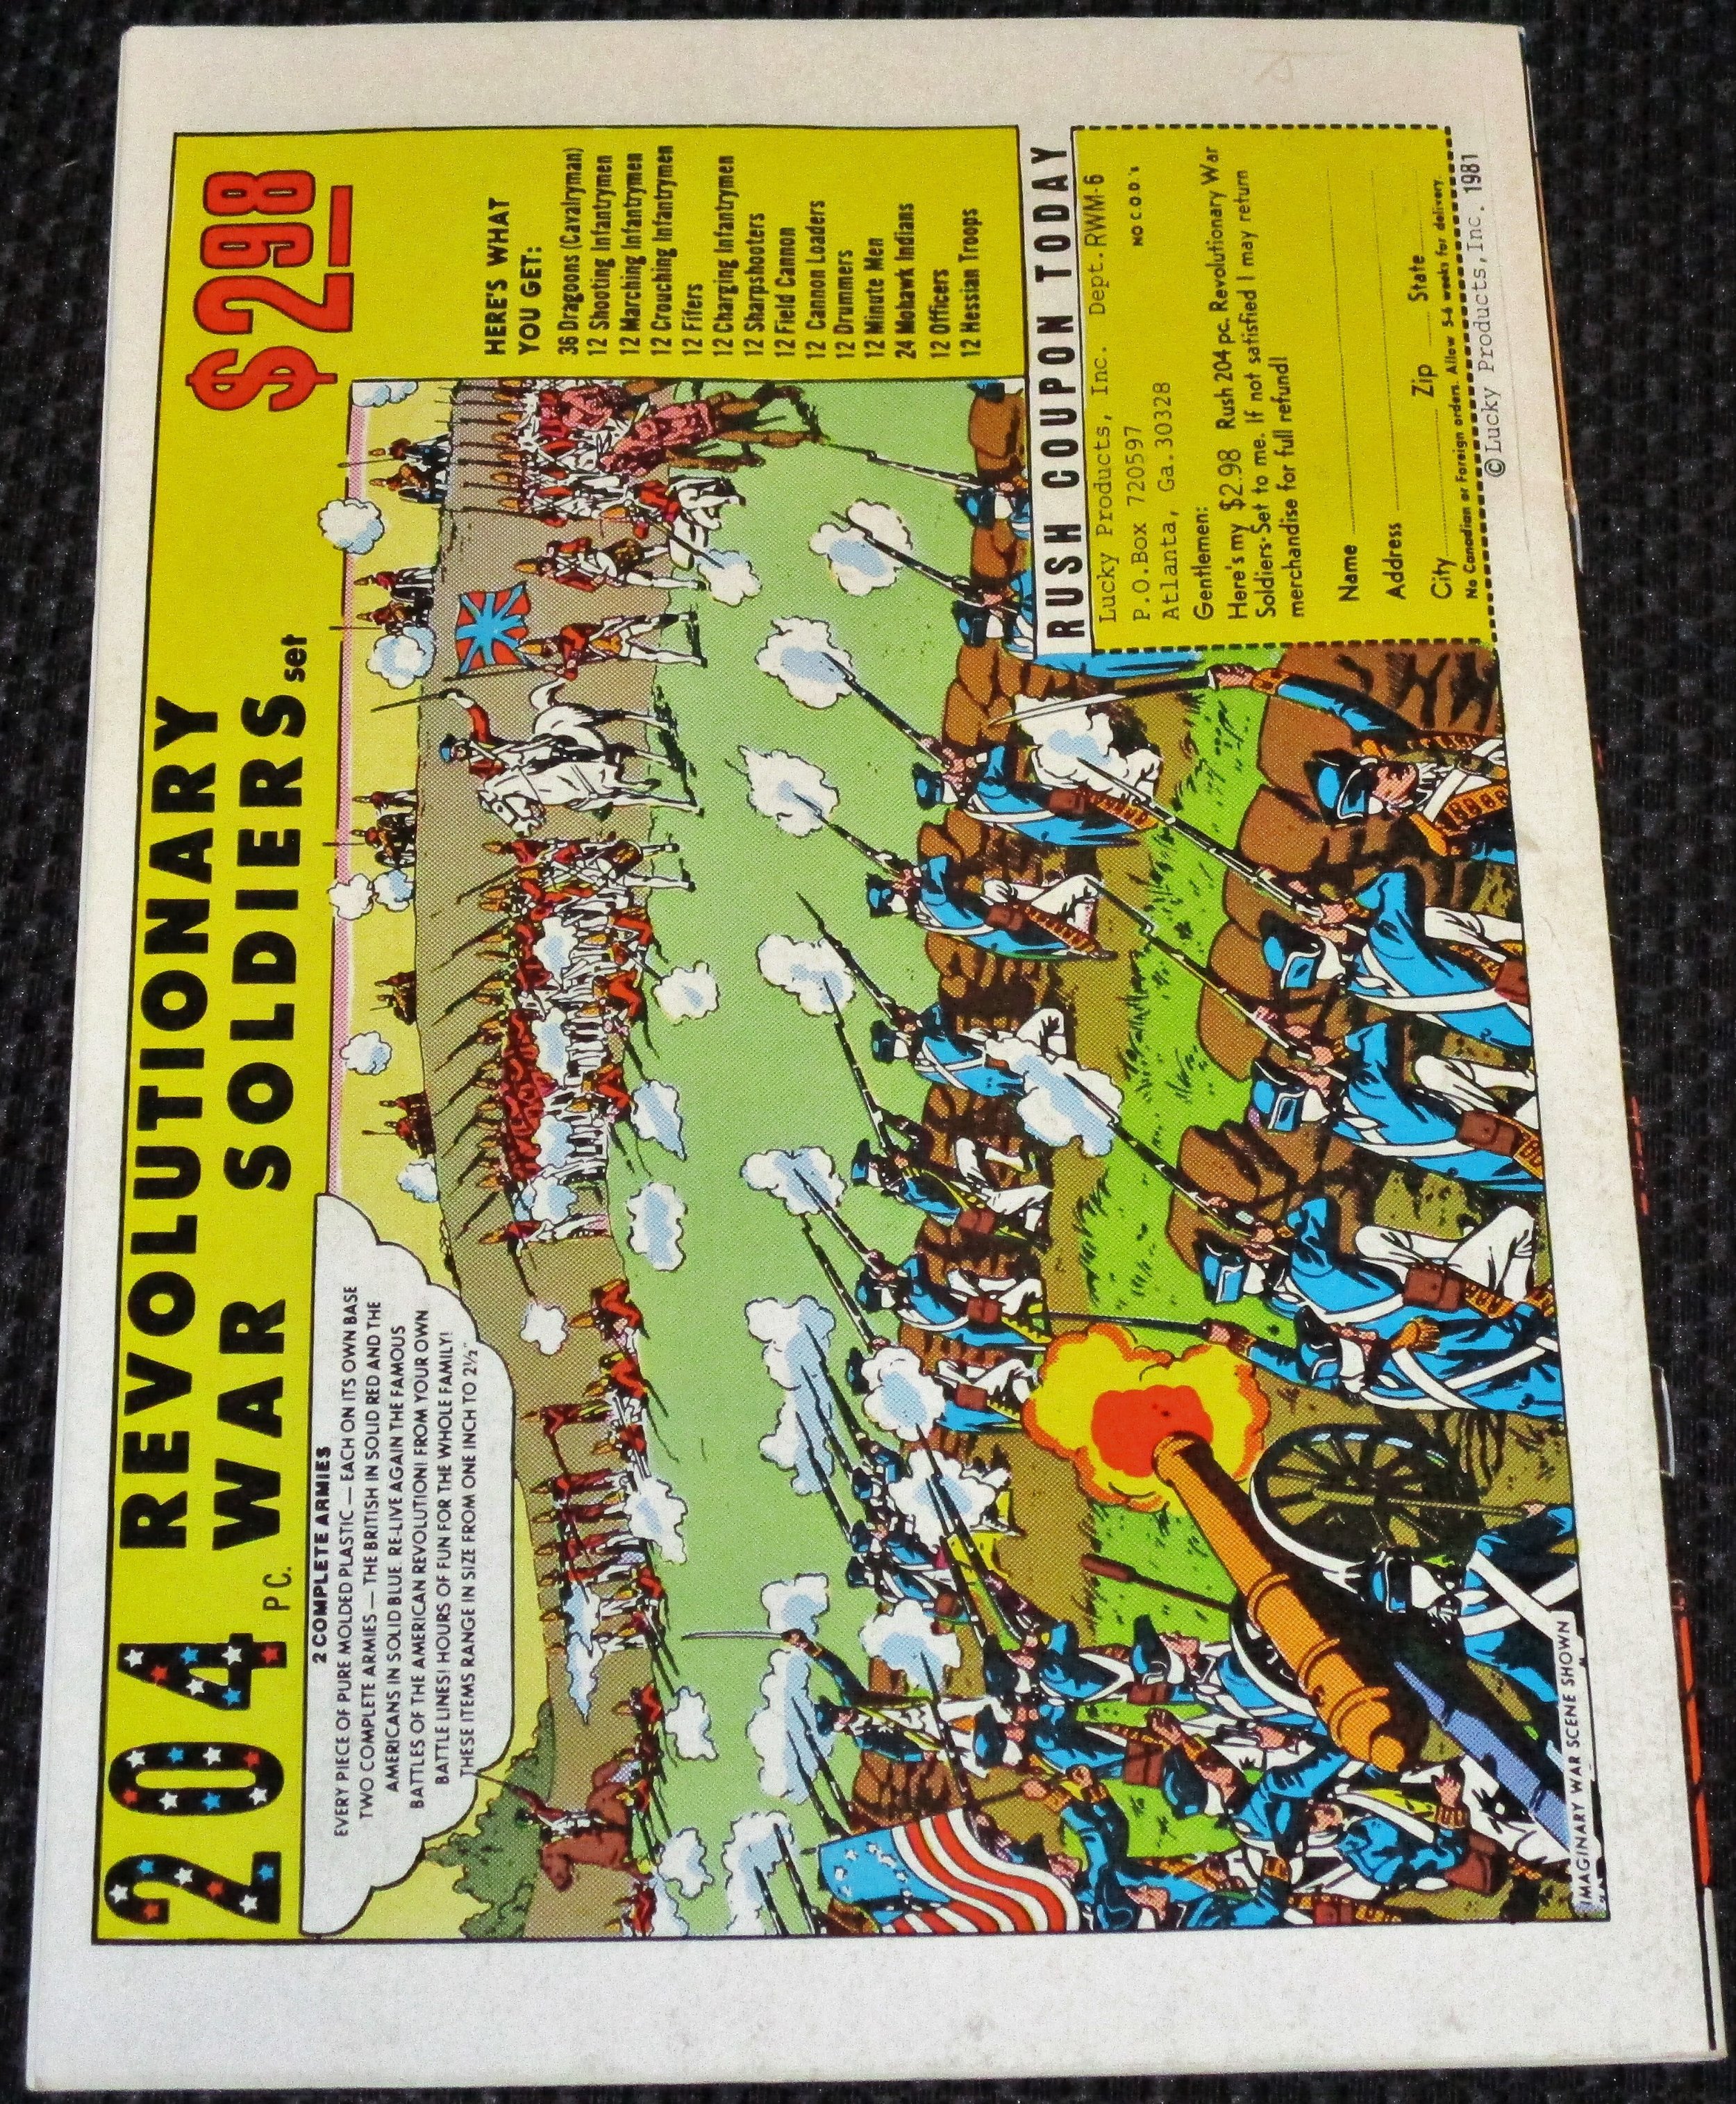 204 PC. REVOLUTIONARY
WAR SOLDIERS set
$2.98
2 COMPLETE ARMIES
EVERY PIECE OF PURE MOLDED PLASTIC — EACH ON ITS OWN BASE
TWO COMPLETE ARMIES — THE BRITISH IN SOLID RED AND THE
AMERICANS IN SOLID BLUE. RE-LIVE AGAIN THE FAMOUS
BATTLES OF THE AMERICAN REVOLUTION! FROM YOUR OWN
BATTLE LINES! HOURS OF FUN FOR THE WHOLE FAMILY!
THESE ITEMS RANGE IN SIZE FROM ONE INCH TO 2½"
HERE'S WHAT
YOU GET:
36 Dragoons (Cavalryman)
12 Shooting Infantrymen
12 Marching Infantrymen
12 Crouching Infantrymen
12 Fifers
12 Charging Infantrymen
12 Sharpshooters
12 Field Cannon
12 Cannon Loaders
12 Drummers
12 Minute Men
24 Mohawk Indians
12 Officers
12 Hessian Troops
RUSH COUPON TODAY
Lucky Products, Inc. Dept. RWM-6
P.O. Box 720597 NO C.O.D.'s
Atlanta, Ga. 30328
Gentlemen:
Here's my $2.98 Rush 204 pc. Revolutionary War
Soldiers-Set to me. If not satisfied I may return
merchandise for full refund!
Name
Address
City Zip State
No Canadian or Foreign orders. Allow 5-6 weeks for delivery.
© Lucky Products, Inc. 1981
IMAGINARY WAR SCENE SHOWN